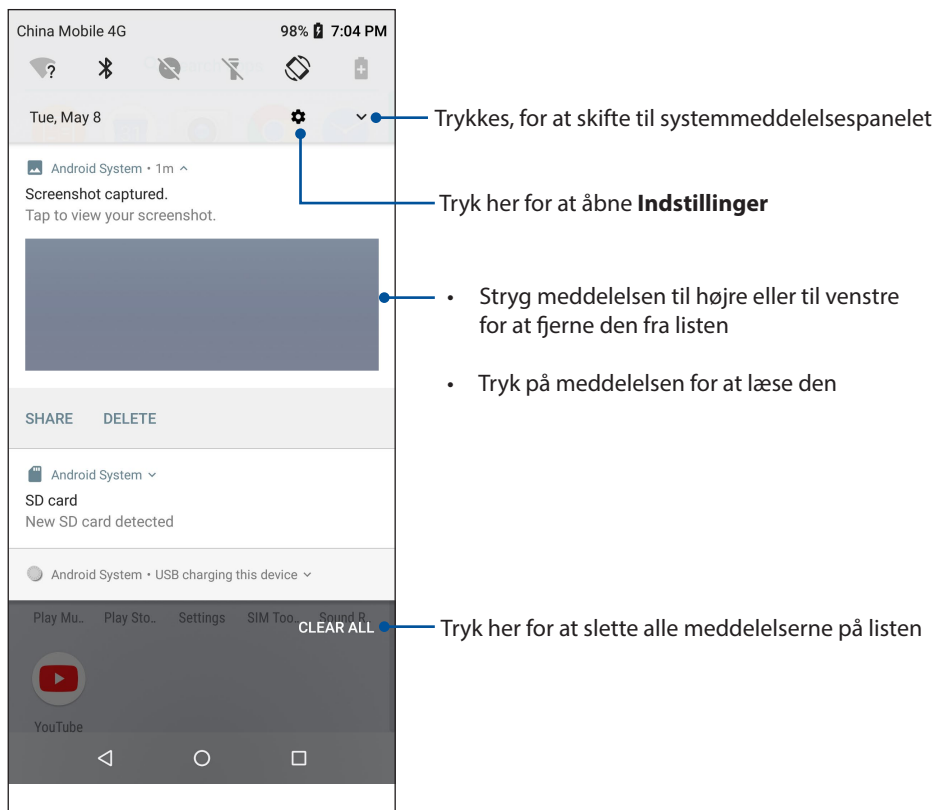 China Mobile 4G 98% 7:04 PM
?
Tue, May 8
Trykkes, for at skifte til systemmeddelelsespanelet
Android System • 1m
Screenshot captured.
Tap to view your screenshot.
Tryk her for at åbne Indstillinger
• Stryg meddelelsen til højre eller til venstre
for at fjerne den fra listen
• Tryk på meddelelsen for at læse den
SHARE DELETE
Android System
SD card
New SD card detected
Android System • USB charging this device
Play Mu.. Play Sto.. Settings SIM Too.. Sound R..
CLEAR ALL
Tryk her for at slette alle meddelelserne på listen
YouTube